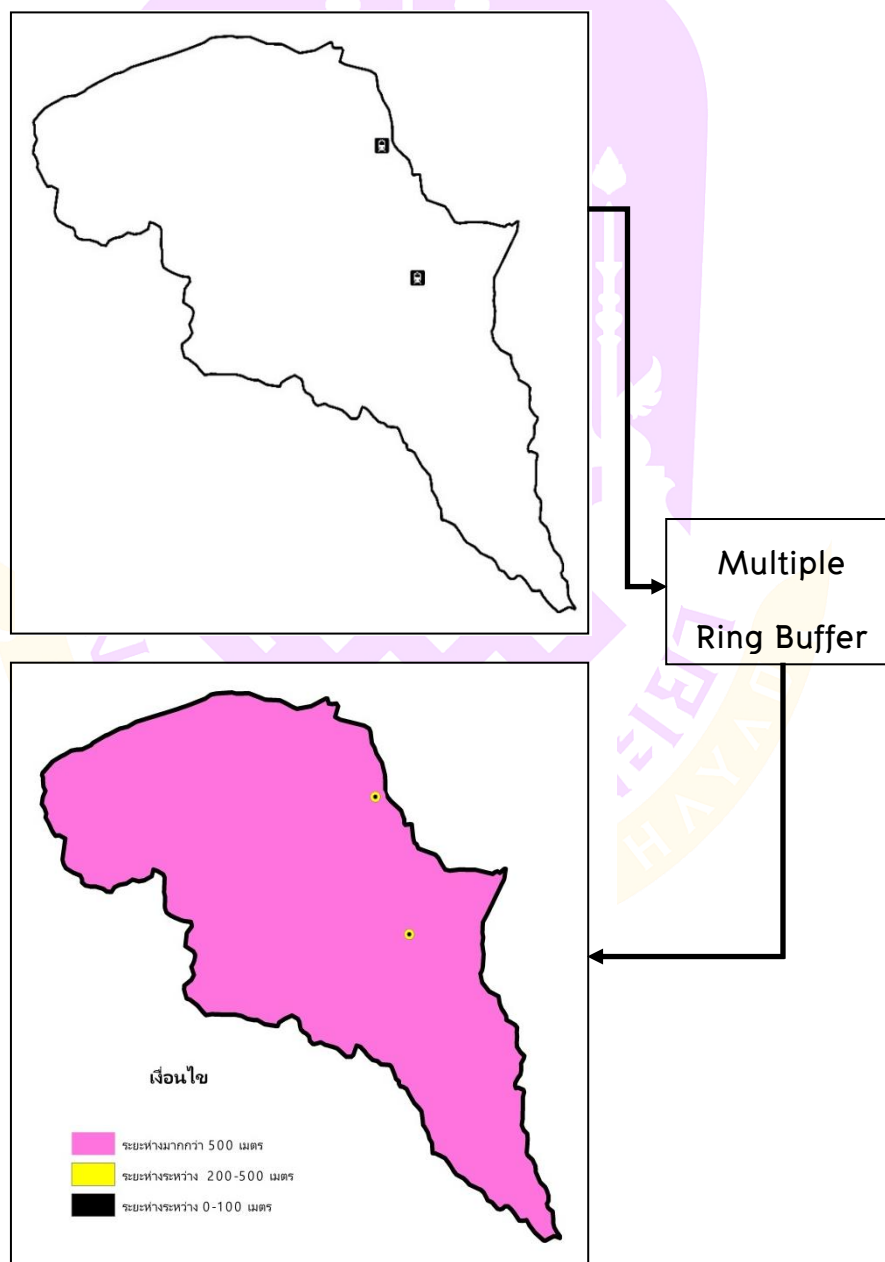 Multiple
Ring Buffer
เงื่อนไข
ระยะห่างมากกว่า 500 เมตร
ระยะห่างระหว่าง 200-500 เมตร
ระยะห่างระหว่าง 0-100 เมตร